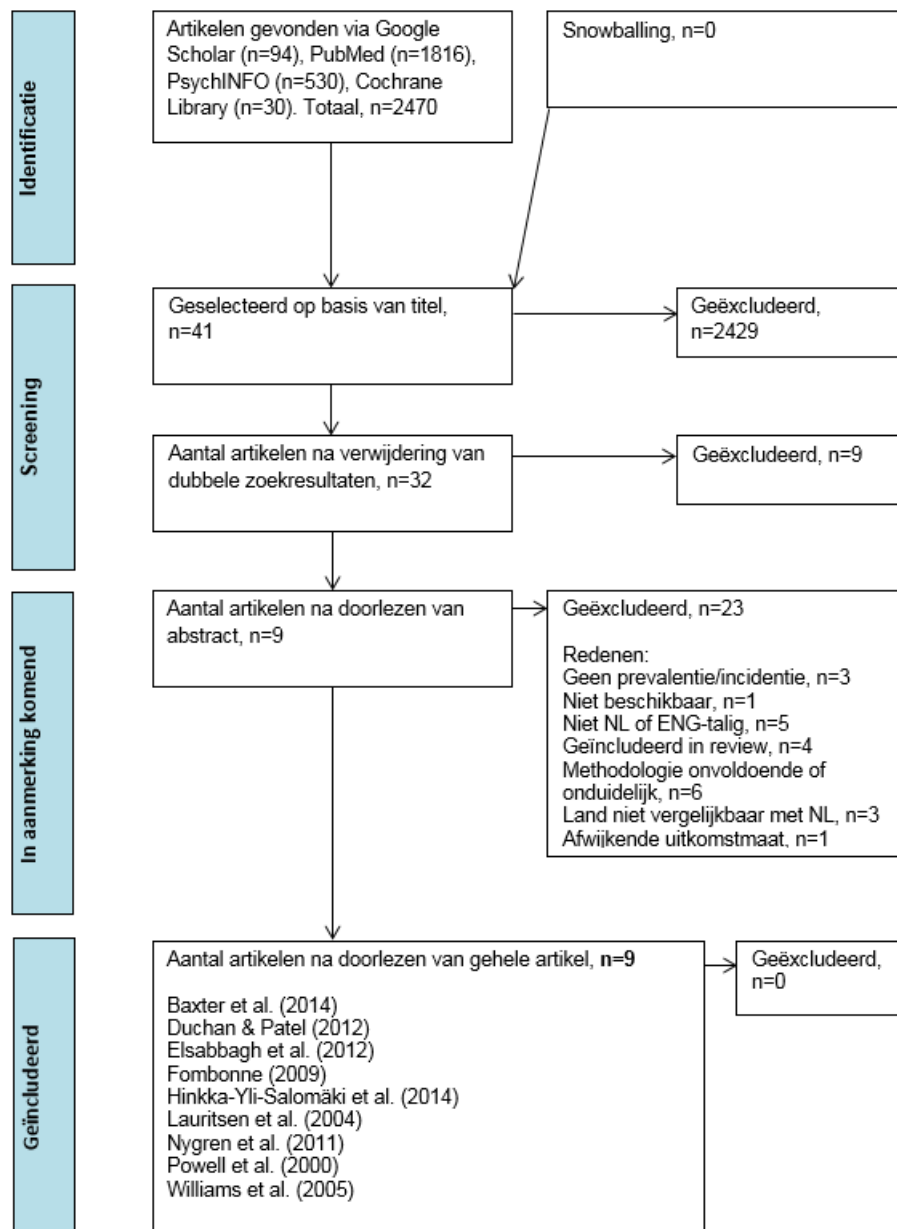 Identificatie
Artikelen gevonden via Google
Scholar (n=94), PubMed (n=1816),
PsychINFO (n=530), Cochrane
Library (n=30). Totaal, n=2470
Snowballing, n=0
Screening
Geselecteerd op basis van titel,
n=41
Geëxcludeerd,
n=2429
Aantal artikelen na verwijdering van
dubbele zoekresultaten, n=32
Geëxcludeerd, n=9
In aanmerking komend
Aantal artikelen na doorlezen van
abstract, n=9
Geëxcludeerd, n=23
Redenen:
Geen prevalentie/incidentie, n=3
Niet beschikbaar, n=1
Niet NL of ENG-talig, n=5
Geïncludeerd in review, n=4
Methodologie onvoldoende of
onduidelijk, n=6
Land niet vergelijkbaar met NL, n=3
Afwijkende uitkomstmaat, n=1
Geïncludeerd
Aantal artikelen na doorlezen van gehele artikel, n=9
Baxter et al. (2014)
Duchan & Patel (2012)
Elsabbagh et al. (2012)
Fombonne (2009)
Hinkka-Yli-Salomäki et al. (2014)
Lauritsen et al. (2004)
Nygren et al. (2011)
Powell et al. (2000)
Williams et al. (2005)
Geëxcludeerd,
n=0